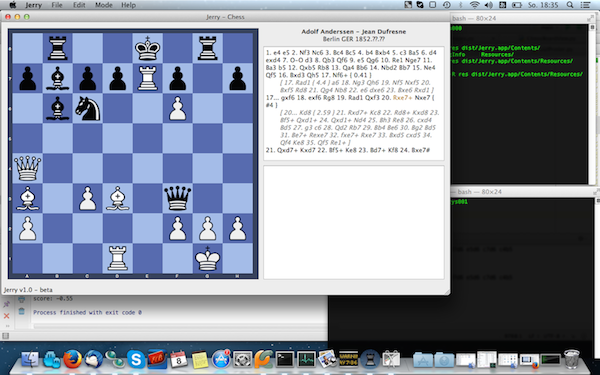 Jerry File Edit Mode Help
So. 18:35
Jerry – Chess
— bash — 80×24
Adolf Anderssen – Jean Dufresne
Berlin GER 1852.??.??
1. e4 e5 2. Nf3 Nc6 3. Bc4 Bc5 4. b4 Bxb4 5. c3 Ba5 6. d4
exd4 7. O-O d3 8. Qb3 Qf6 9. e5 Qg6 10. Re1 Nge7 11.
Ba3 b5 12. Qxb5 Rb8 13. Qa4 Bb6 14. Nbd2 Bb7 15. Ne4
Qf5 16. Bxd3 Qh5 17. Nf6+ [ 0.41 ]
[ 17. Rad1 [ 4.4 ] a6 18. Ng3 Qh6 19. Nf5 Nxf5 20.
Bxf5 Rd8 21. Qg4 Nb8 22. e6 dxe6 23. Bxe6 Rxd1 ]
17... gxf6 18. exf6 Rg8 19. Rad1 Qxf3 20. Rxe7+ Nxe7 [
#4 ]
[ 20... Kd8 [ 2.59 ] 21. Rxd7+ Kc8 22. Rd8+ Kxd8 23.
Bf5+ Qxd1+ 24. Qxd1+ Nd4 25. Bh3 Re8 26. cxd4
Bd5 27. g3 c6 28. Qd2 Rb7 29. Bb4 Be6 30. Bg2 Bd5
31. Be7+ Rexe7 32. fxe7+ Rxe7 33. Bxd5 cxd5 34.
Qf4 Ke8 35. Qf5 Re1+ ]
21. Qxd7+ Kxd7 22. Bf5+ Ke8 23. Bd7+ Kf8 24. Bxe7#
res dist/Jerry.app/Contents/
Info Resources/
res dist/Jerry.app/Contents/Resources/
R res dist/Jerry.app/Contents/Resources/
— bash — 80×24
ys001
A B C D E F G H
Jerry v1.0 – beta
score: -0.55
Process finished with exit code 0